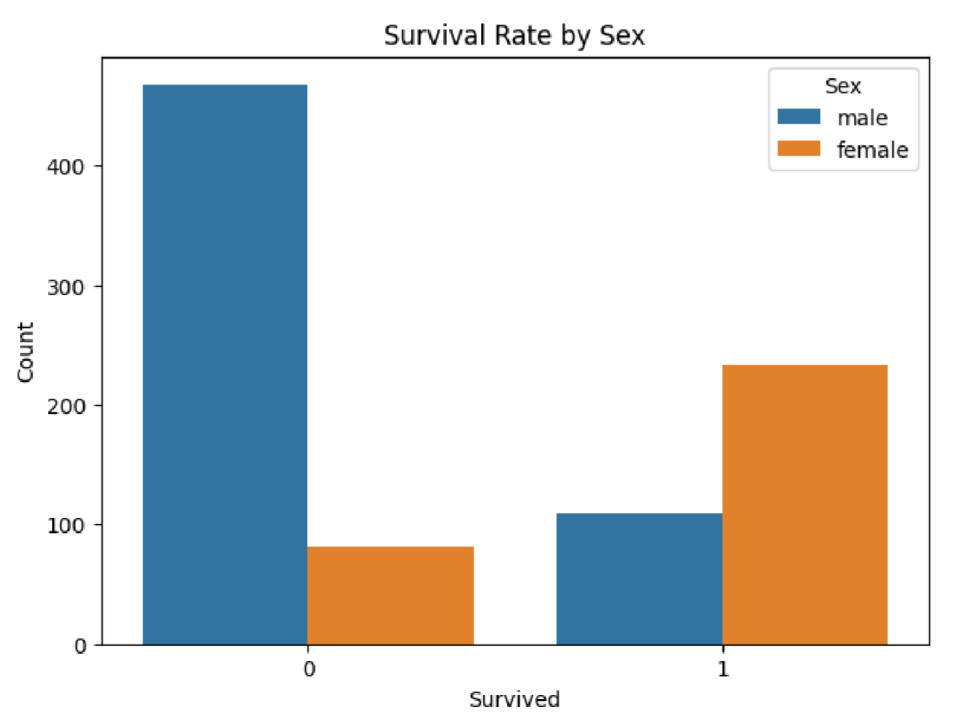 Survival Rate by Sex
Sex
male
female
400
300
200
100
0
Count
0 1
Survived